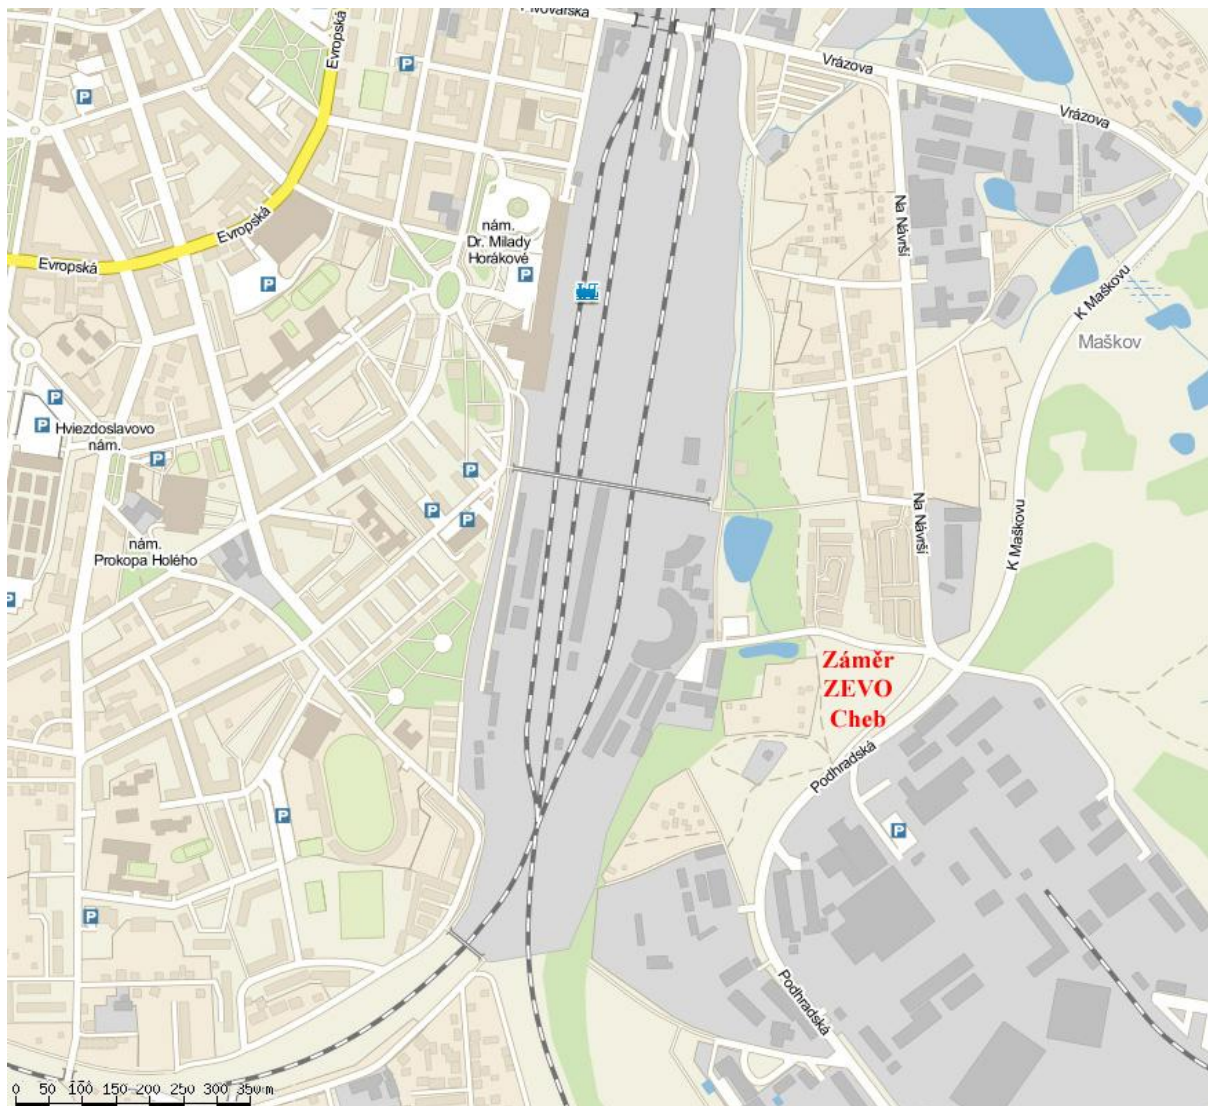 Pivovarská
Evropská
Vrázova
P
P
Vrázova
Na Návrší
nám.
Dr. Milady
Horákové
P
Evropská
Evropská
P
K Maškovu
Maškov
P
P
Hviezdoslavovo
nám.
P
P
P
P
Na Návrší
K Maškovu
nám.
Prokopa Holého
P
Záměr
ZEVO
Cheb
Podhradská
P
P
P
Podhradská
0 50 100 150 200 250 300 350 m